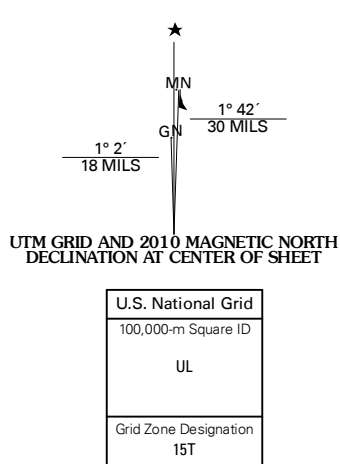 ★
MN
1° 42´
30 MILS
GN
1° 2´
18 MILS
UTM GRID AND 2010 MAGNETIC NORTH
DECLINATION AT CENTER OF SHEET
U.S. National Grid
100,000-m Square ID
UL
Grid Zone Designation
15T